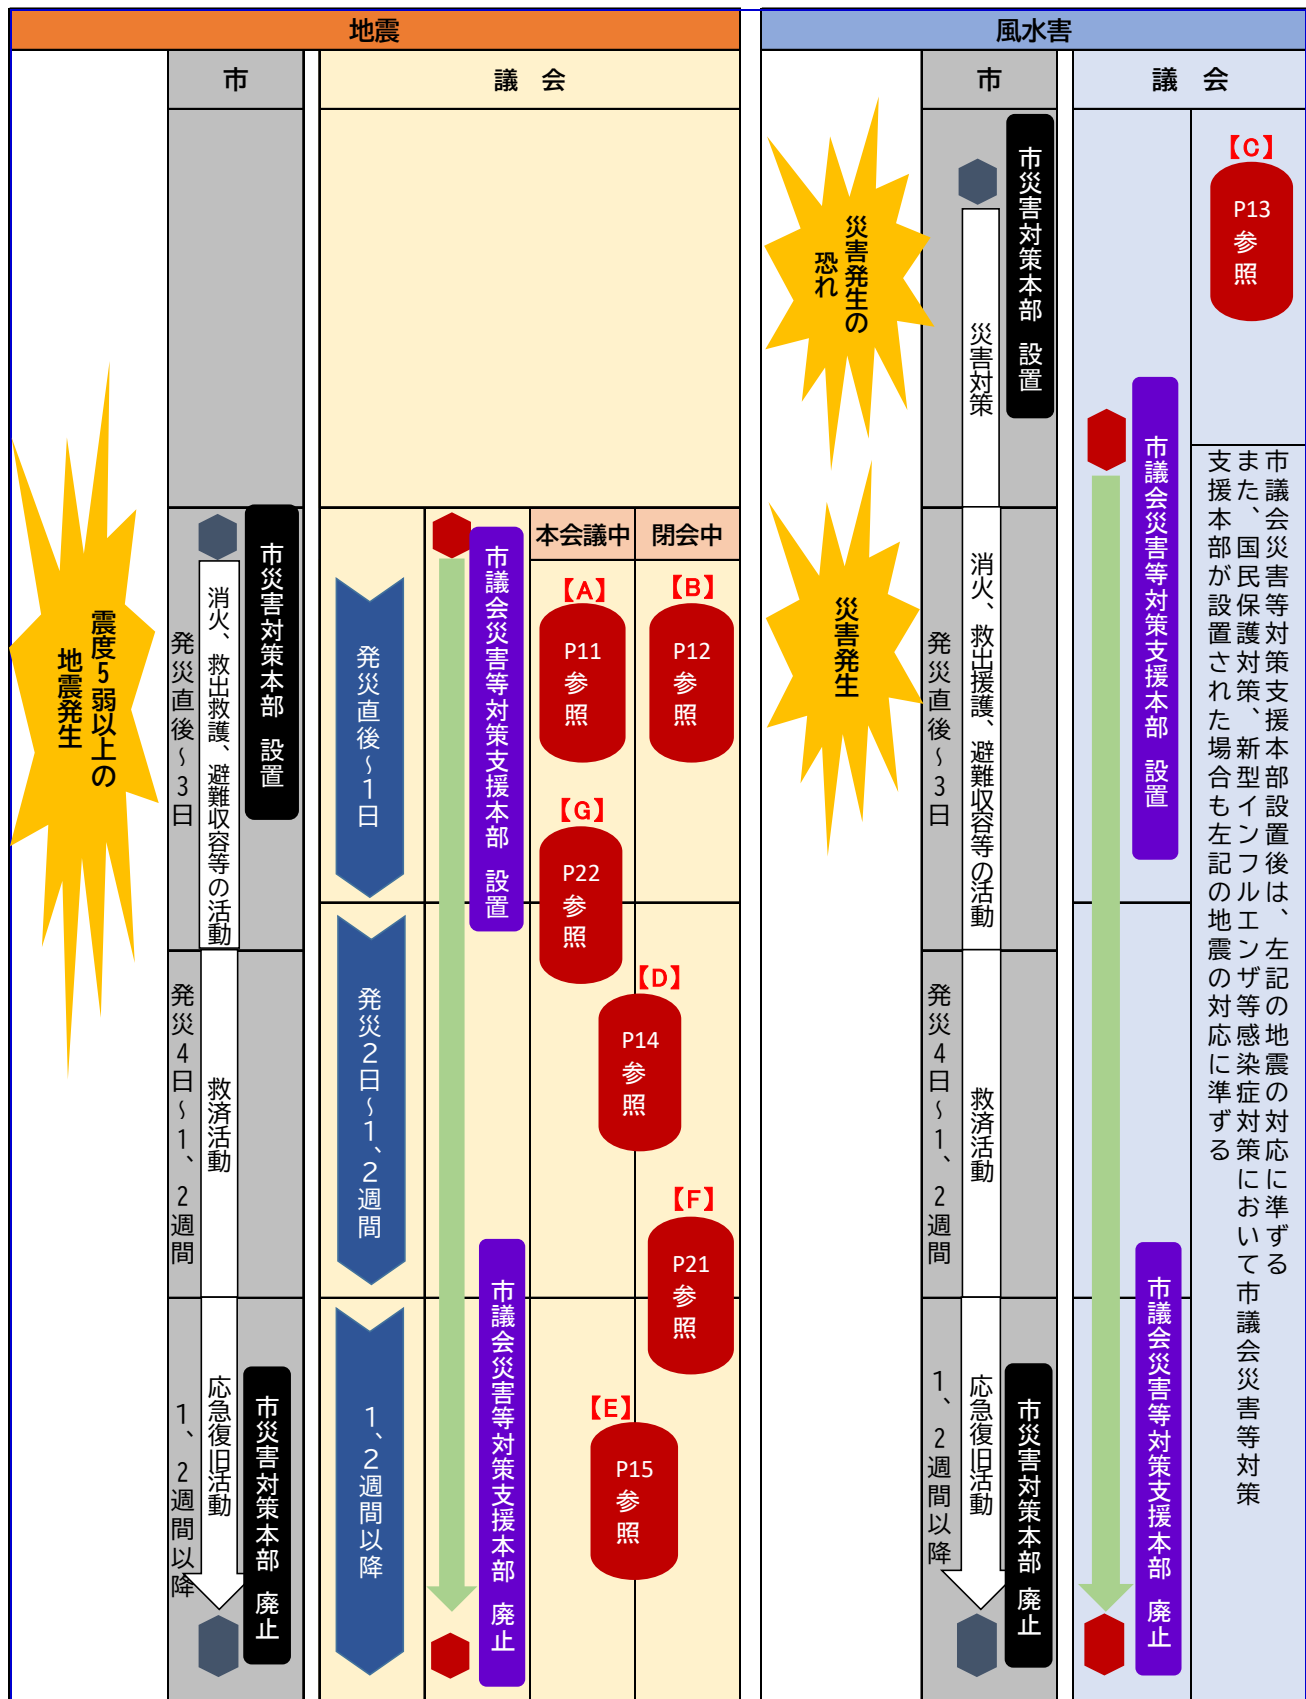 地震
市
議　会
震度5弱以上の
地震発生
発災直後～3日
消火、救出救護、避難収容等の活動
市災害対策本部　設置
発災4日～1、2週間
救済活動
1、2週間以降
応急復旧活動
市災害対策本部　廃止
発災直後～1日
発災2日～1、2週間
1、2週間以降
市議会災害等対策支援本部　設置
市議会災害等対策支援本部　廃止
本会議中
閉会中
【A】
P11
参
照
【B】
P12
参
照
【G】
P22
参
照
【D】
P14
参
照
【F】
P21
参
照
【E】
P15
参
照
風水害
市
議　会
災害発生の
恐れ
災害発生
市災害対策本部　設置
災害対策
発災直後～3日
消火、救出援護、避難収容等の活動
発災4日～1、2週間
救済活動
1、2週間以降
応急復旧活動
市災害対策本部　廃止
市議会災害等対策支援本部　設置
市議会災害等対策支援本部　廃止
【C】
P13
参
照
市議会災害等対策支援本部設置後は、左記の地震の対応に準ずる
また、国民保護対策、新型インフルエンザ等感染症対策において市議会災害等対策
支援本部が設置された場合も左記の地震の対応に準ずる